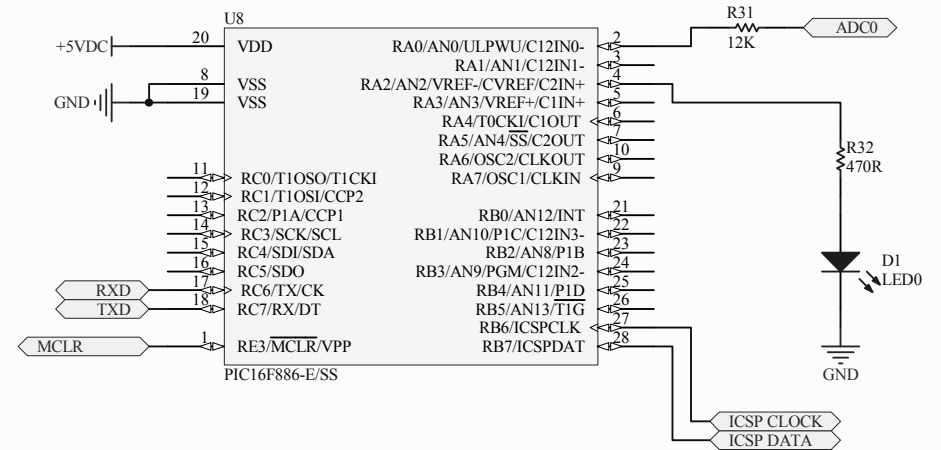 U8
R31
ADC0
12K
+5VDC
20 VDD
RA0/AN0/ULPWU/C12IN0- 2
RA1/AN1/C12IN1- 3
8 VSS
RA2/AN2/VREF-/CVREF/C2IN+ 4
GND
19 VSS
RA3/AN3/VREF+/C1IN+ 5
RA4/T0CKI/C1OUT 6
RA5/AN4/SS/C2OUT 7
RA6/OSC2/CLKOUT 10
R32
470R
11 RC0/T1OSO/T1CKI
RA7/OSC1/CLKIN 9
12 RC1/T1OSI/CCP2
13 RC2/P1A/CCP1
RB0/AN12/INT 21
14 RC3/SCK/SCL
RB1/AN10/P1C/C12IN3- 22
15 RC4/SDI/SDA
RB2/AN8/P1B 23
16 RC5/SDO
RB3/AN9/PGM/C12IN2- 24
D1
LED0
RXD 17 RC6/TX/CK
RB4/AN11/P1D 25
TXD 18 RC7/RX/DT
RB5/AN13/T1G 26
RB6/ICSPCLK 27
MCLR 1 RE3/MCLR/VPP
RB7/ICSPDAT 28
PIC16F886-E/SS
GND
ICSP CLOCK
ICSP DATA